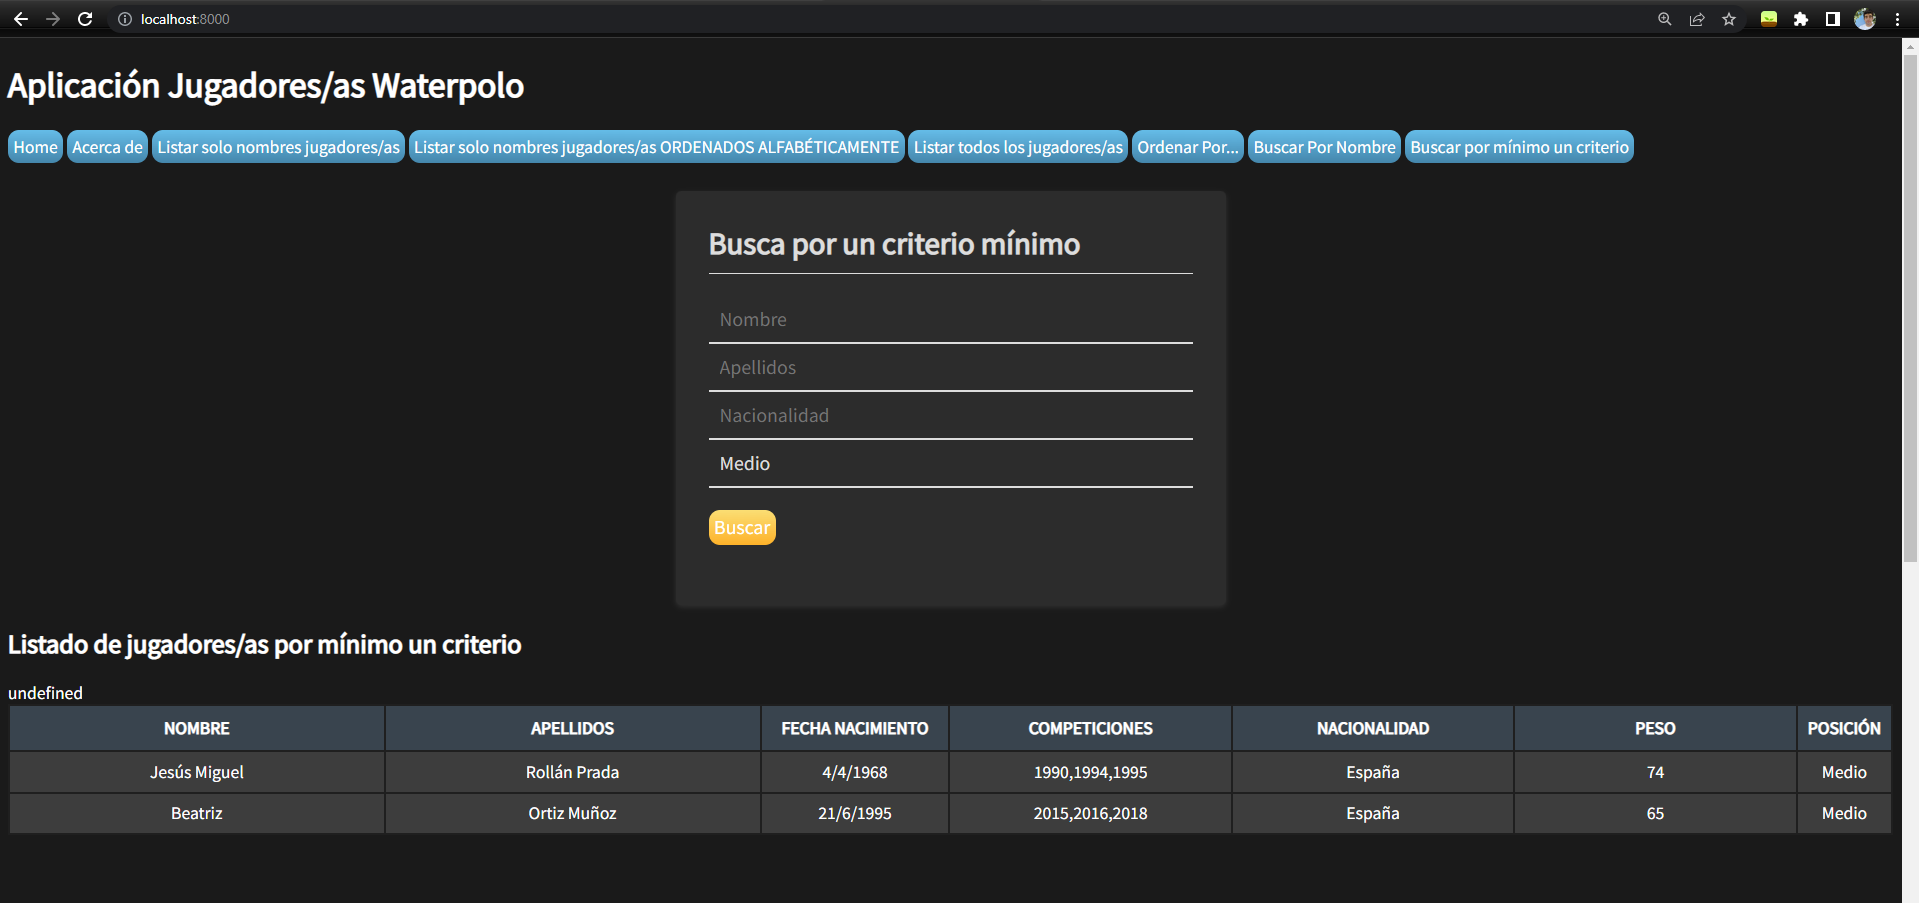 localhost:8000
Aplicación Jugadores/as Waterpolo
Home Acerca de Listar solo nombres jugadores/as Listar solo nombres jugadores/as ORDENADOS ALFABÉTICAMENTE Listar todos los jugadores/as Ordenar Por... Buscar Por Nombre Buscar por mínimo un criterio
Busca por un criterio mínimo
Nombre
Apellidos
Nacionalidad
Medio
Buscar
Listado de jugadores/as por mínimo un criterio
undefined
NOMBRE APELLIDOS FECHA NACIMIENTO COMPETICIONES NACIONALIDAD PESO POSICIÓN
Jesús Miguel Rollán Prada 4/4/1968 1990,1994,1995 España 74 Medio
Beatriz Ortiz Muñoz 21/6/1995 2015,2016,2018 España 65 Medio